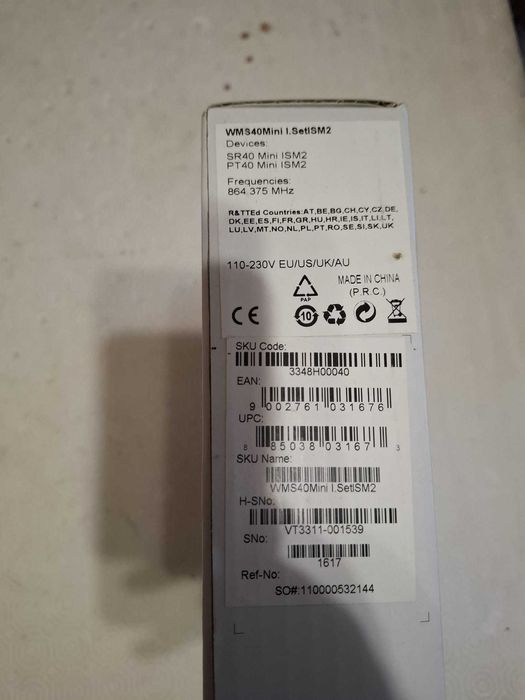 WMS40Mini I.SetISM2
Devices:
SR40 Mini ISM2
PT40 Mini ISM2
Frequencies:
864.375 MHz
R&TTEd Countries:AT,BE,BG,CH,CY,CZ,DE,
DK,EE,ES,FI,FR,GR,HU,HR,IE,IS,IT,LI,LT,
LU,LV,MT,NO,NL,PL,PT,RO,SE,SI,SK,UK
110-230V EU/US/UK/AU
MADE IN CHINA
(P.R.C.)
PAP
CE
10
SKU Code:
3348H00040
EAN:
9 002761 031676
UPC:
8 85038 03167 3
SKU Name:
WMS40Mini I.SetISM2
H-SNo:
VT3311-001539
SNo:
1617
Ref-No:
SO#:110000532144